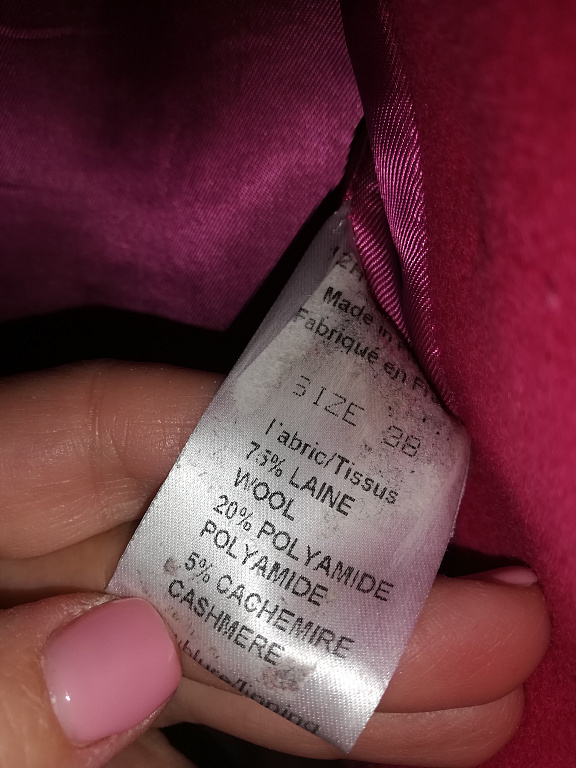 Made in
Fabriqué en
SIZE 38
Fabric/Tissus
75% LAINE
WOOL
20% POLYAMIDE
POLYAMIDE
5% CACHEMIRE
CASHMERE